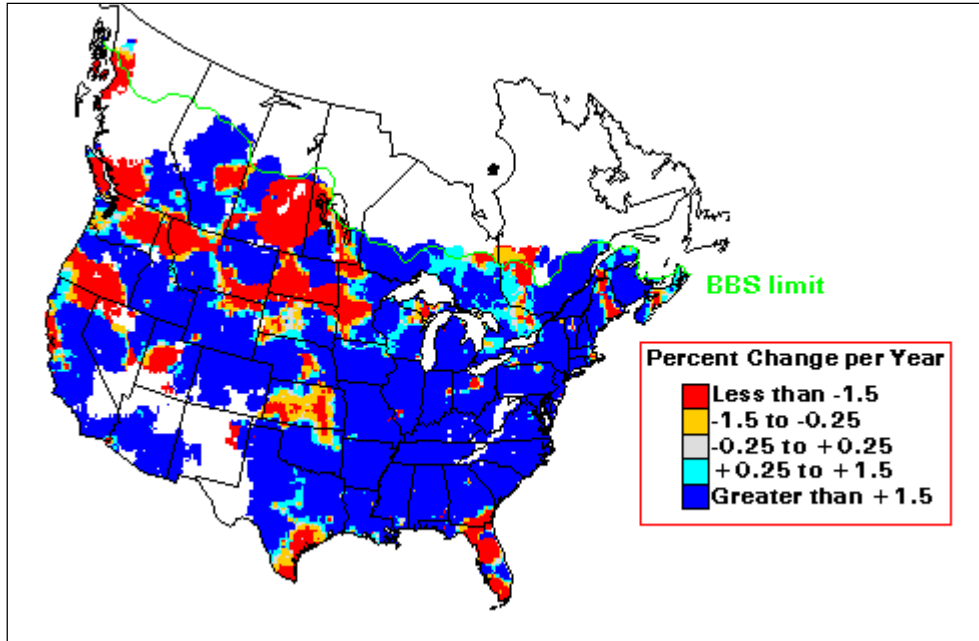 BBS limit
Percent Change per Year
Less than -1.5
-1.5 to -0.25
-0.25 to +0.25
+0.25 to +1.5
Greater than +1.5